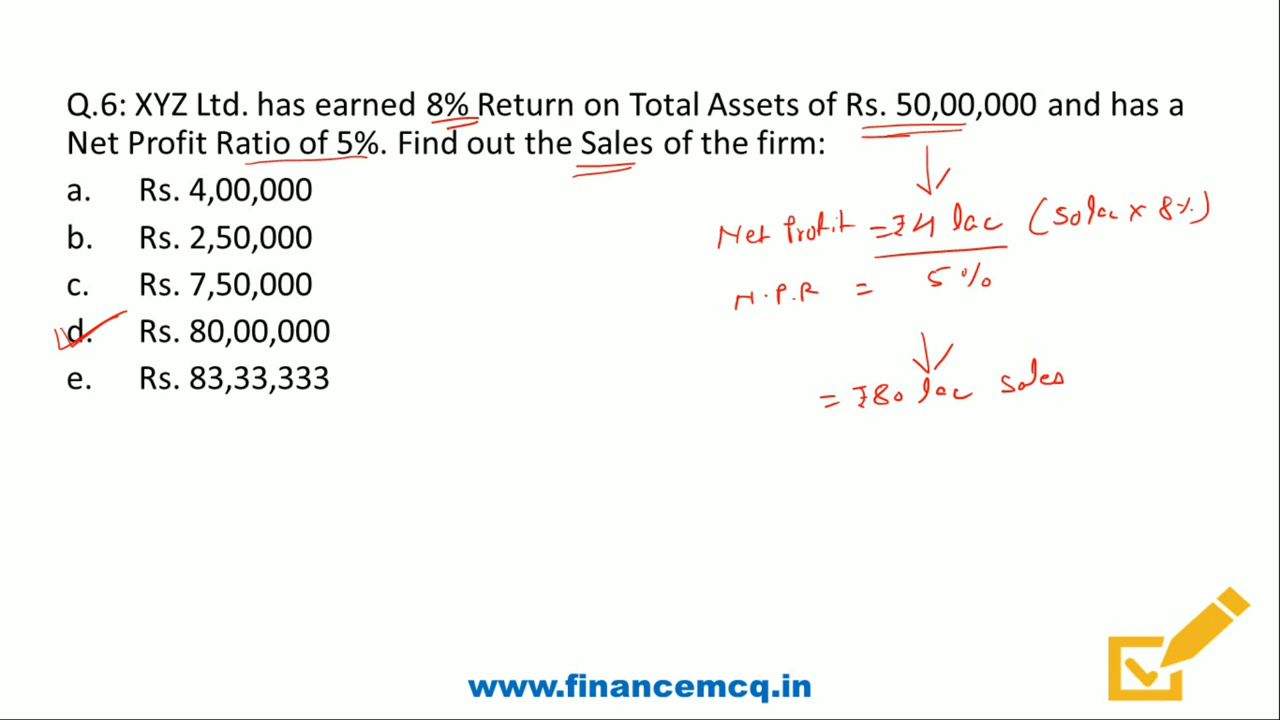 Q.6: XYZ Ltd. has earned 8% Return on Total Assets of Rs. 50,00,000 and has a
Net Profit Ratio of 5%. Find out the Sales of the firm:
a. Rs. 4,00,000
b. Rs. 2,50,000
c. Rs. 7,50,000
d. Rs. 80,00,000
e. Rs. 83,33,333
Net Profit = ₹4 lac (50 lac x 8%)
N.P.R = 5%
= ₹80 lac sales
www.financemcq.in